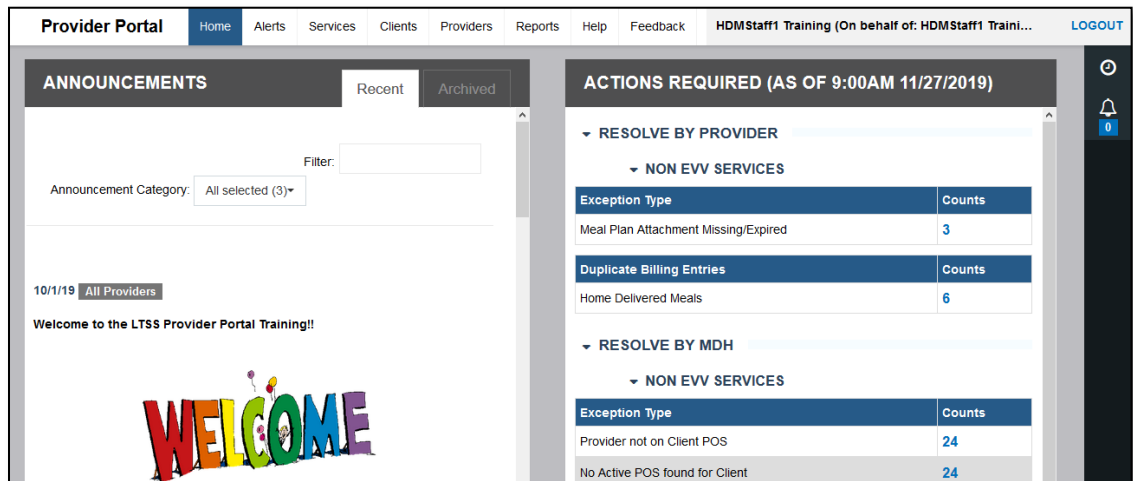 Provider Portal Home Alerts Services Clients Providers Reports Help Feedback HDMStaff1 Training (On behalf of: HDMStaff1 Traini... LOGOUT
ANNOUNCEMENTS Recent Archived
Filter:
Announcement Category: All selected (3)
10/1/19 All Providers
Welcome to the LTSS Provider Portal Training!!
WELCOME
ACTIONS REQUIRED (AS OF 9:00AM 11/27/2019)
RESOLVE BY PROVIDER
NON EVV SERVICES
Exception Type Counts
Meal Plan Attachment Missing/Expired 3
Duplicate Billing Entries Counts
Home Delivered Meals 6
RESOLVE BY MDH
NON EVV SERVICES
Exception Type Counts
Provider not on Client POS 24
No Active POS found for Client 24
0